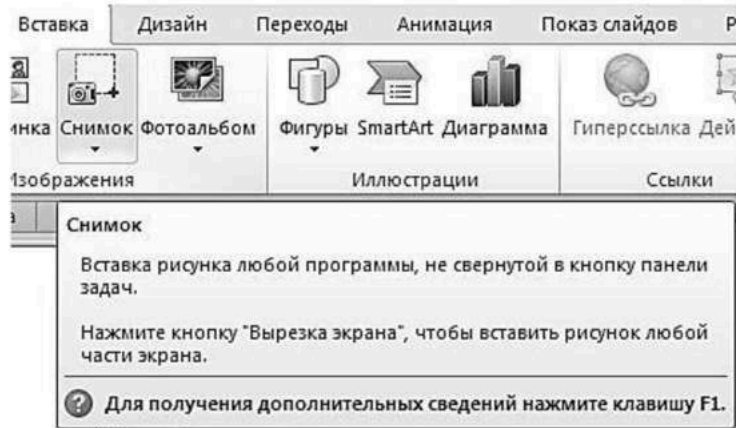 Вставка Дизайн Переходы Анимация Показ слайдов
Снимок Фотоальбом Фигуры SmartArt Диаграмма Гиперссылка
Изображения Иллюстрации Ссылки
Снимок
Вставка рисунка любой программы, не свернутой в кнопку панели
задач.
Нажмите кнопку "Вырезка экрана", чтобы вставить рисунок любой
части экрана.
Для получения дополнительных сведений нажмите клавишу F1.